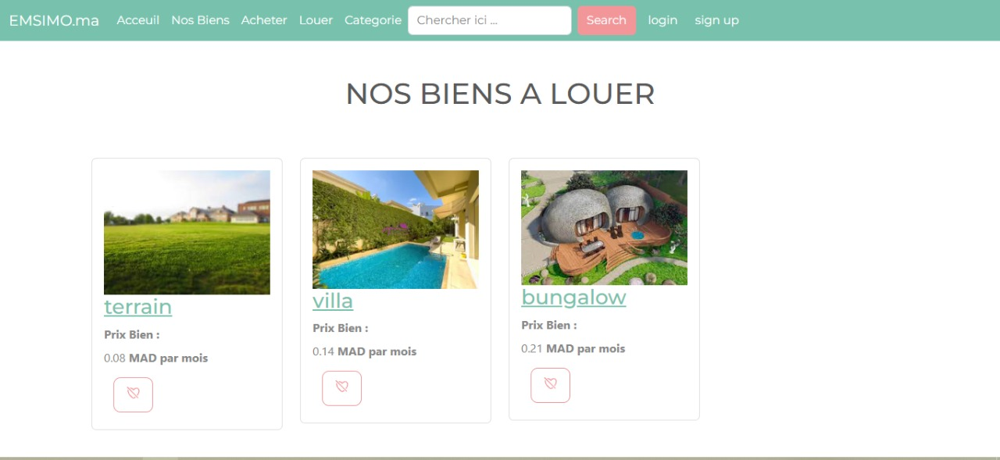 EMSIMO.ma Acceuil Nos Biens Acheter Louer Categorie Chercher ici ... Search login sign up
NOS BIENS A LOUER
terrain
Prix Bien :
0.08 MAD par mois
villa
Prix Bien :
0.14 MAD par mois
bungalow
Prix Bien :
0.21 MAD par mois